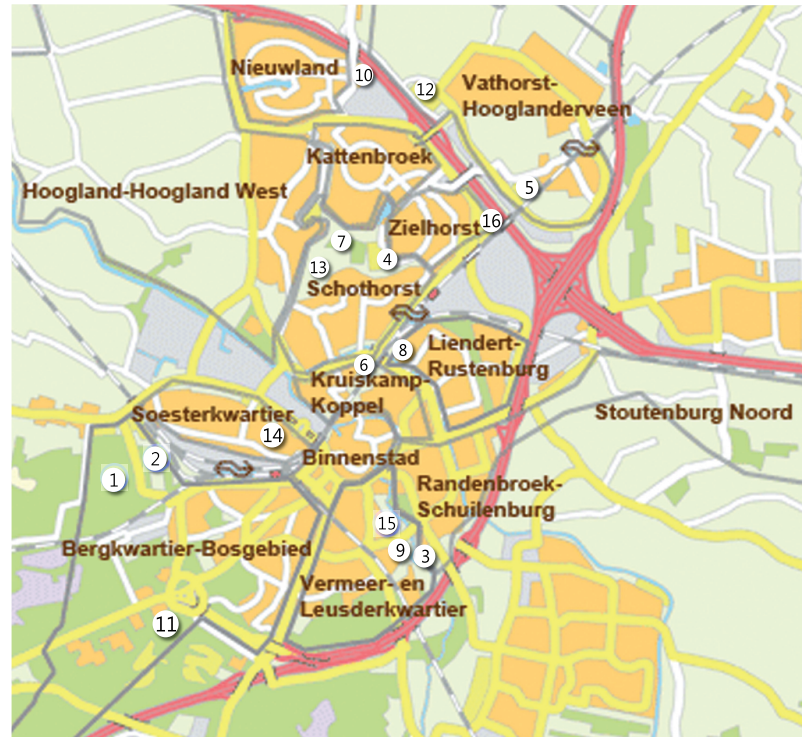 Nieuwland
10
12
Vathorst-
Hooglanderveen
Kattenbroek
5
Hoogland-Hoogland West
Zielhorst
16
7
4
13
Schothorst
8
Liendert-
Rustenburg
6
Kruiskamp-
Koppel
Stoutenburg Noord
Soesterkwartier
14
Binnenstad
2
1
Randenbroek-
Schuilenburg
15
Bergkwartier-Bosgebied
9
3
Vermeer- en
Leusderkwartier
11